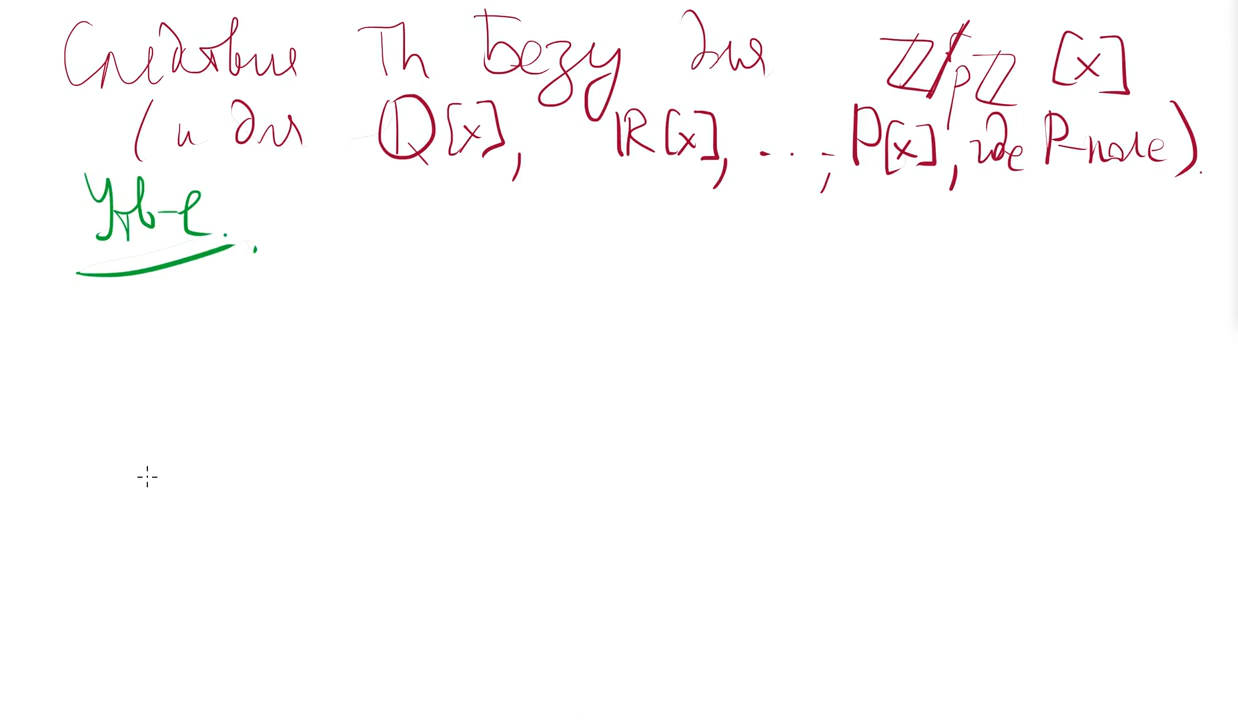 Следствие Th Безу для ℤ/pℤ [x]
(и для ℚ[x], ℝ[x], ..., P[x], где P-поле).
Утв-е.